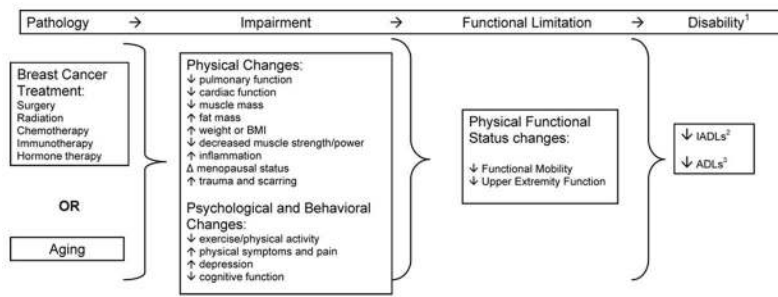 Pathology → Impairment → Functional Limitation → Disability¹
Breast Cancer
Treatment:
Surgery
Radiation
Chemotherapy
Immunotherapy
Hormone therapy
OR
Aging
Physical Changes:
↓ pulmonary function
↓ cardiac function
↓ muscle mass
↑ fat mass
↑ weight or BMI
↓ decreased muscle strength/power
↑ inflammation
Δ menopausal status
↑ trauma and scarring
Psychological and Behavioral
Changes:
↓ exercise/physical activity
↑ physical symptoms and pain
↑ depression
↓ cognitive function
Physical Functional
Status changes:
↓ Functional Mobility
↓ Upper Extremity Function
↓ IADLs²
↓ ADLs³